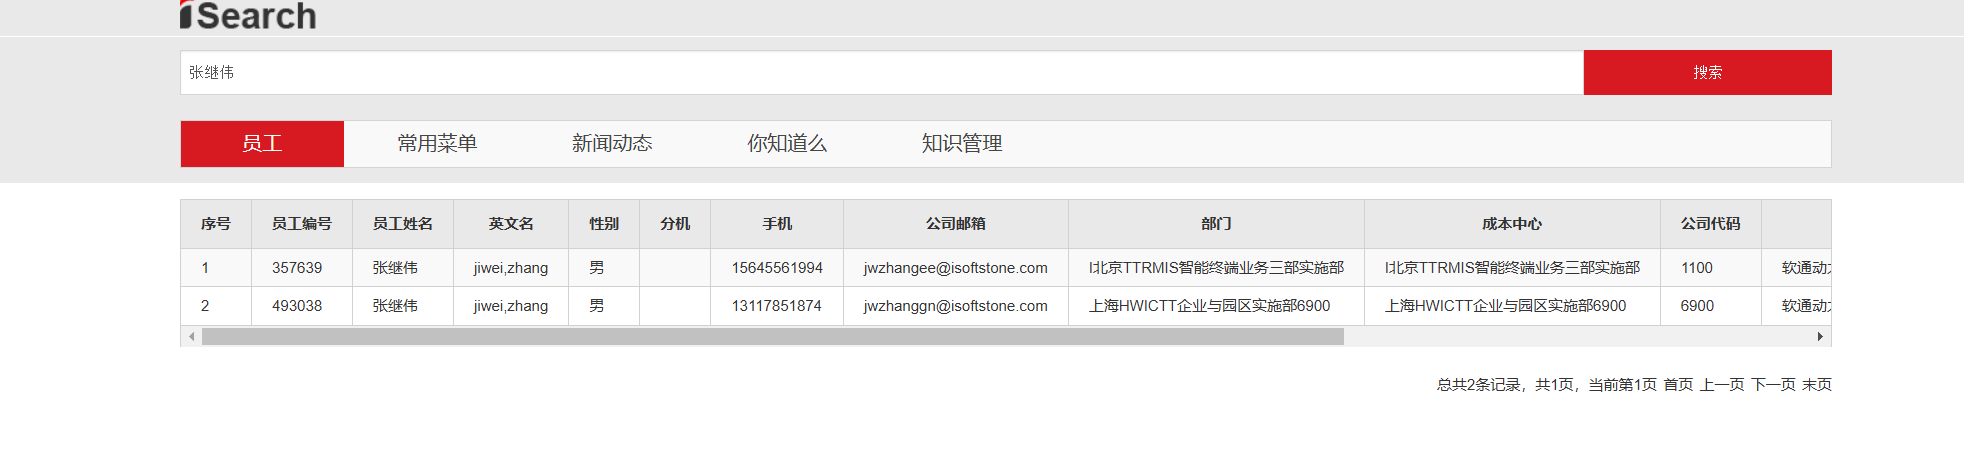 iSearch
张继伟 搜索
员工 常用菜单 新闻动态 你知道么 知识管理
序号 员工编号 员工姓名 英文名 性别 分机 手机 公司邮箱 部门 成本中心 公司代码
1 357639 张继伟 jiwei,zhang 男 15645561994 jwzhangee@isoftstone.com I北京TTRMIS智能终端业务三部实施部 I北京TTRMIS智能终端业务三部实施部 1100 软通动
2 493038 张继伟 jiwei,zhang 男 13117851874 jwzhanggn@isoftstone.com 上海HWICTT企业与园区实施部6900 上海HWICTT企业与园区实施部6900 6900 软通动
总共2条记录，共1页，当前第1页 首页 上一页 下一页 末页